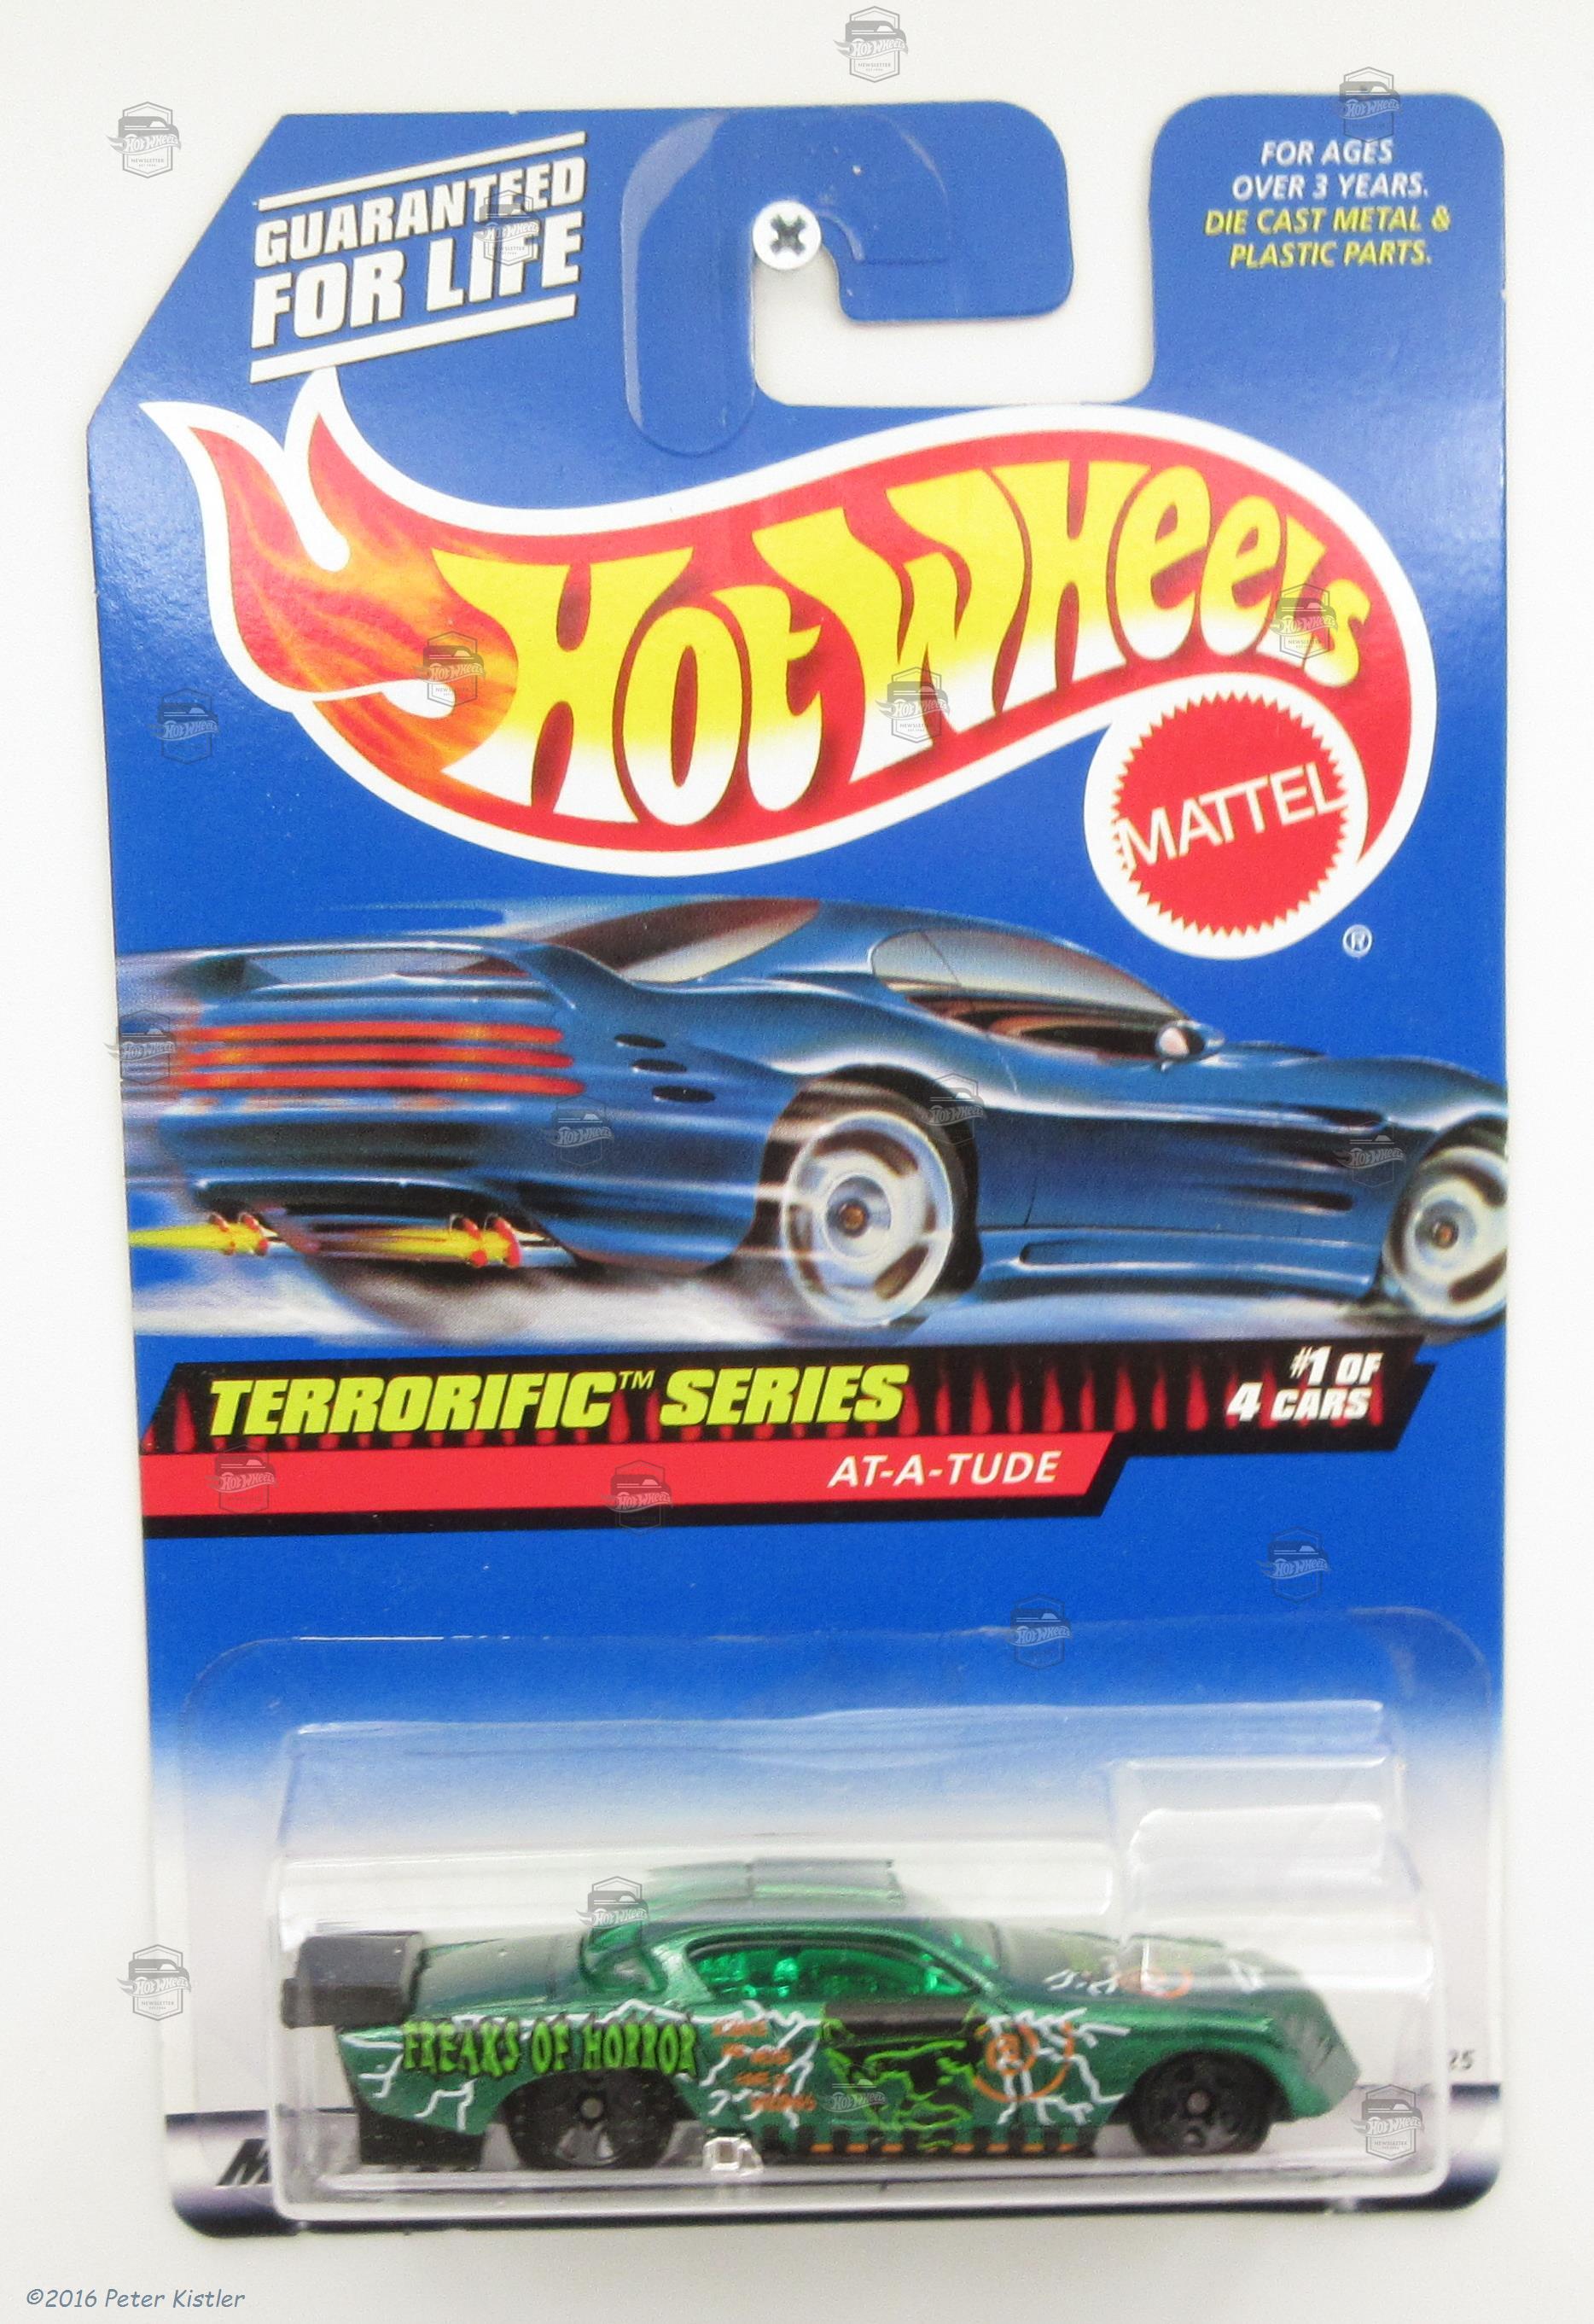 GUARANTEED
FOR LIFE
FOR AGES
OVER 3 YEARS.
DIE CAST METAL &
PLASTIC PARTS.
HOT WHEELS
MATTEL
®
TERRORIFIC™ SERIES
#1 OF
4 CARS
AT-A-TUDE
FREAKS OF HORROR
©2016 Peter Kistler